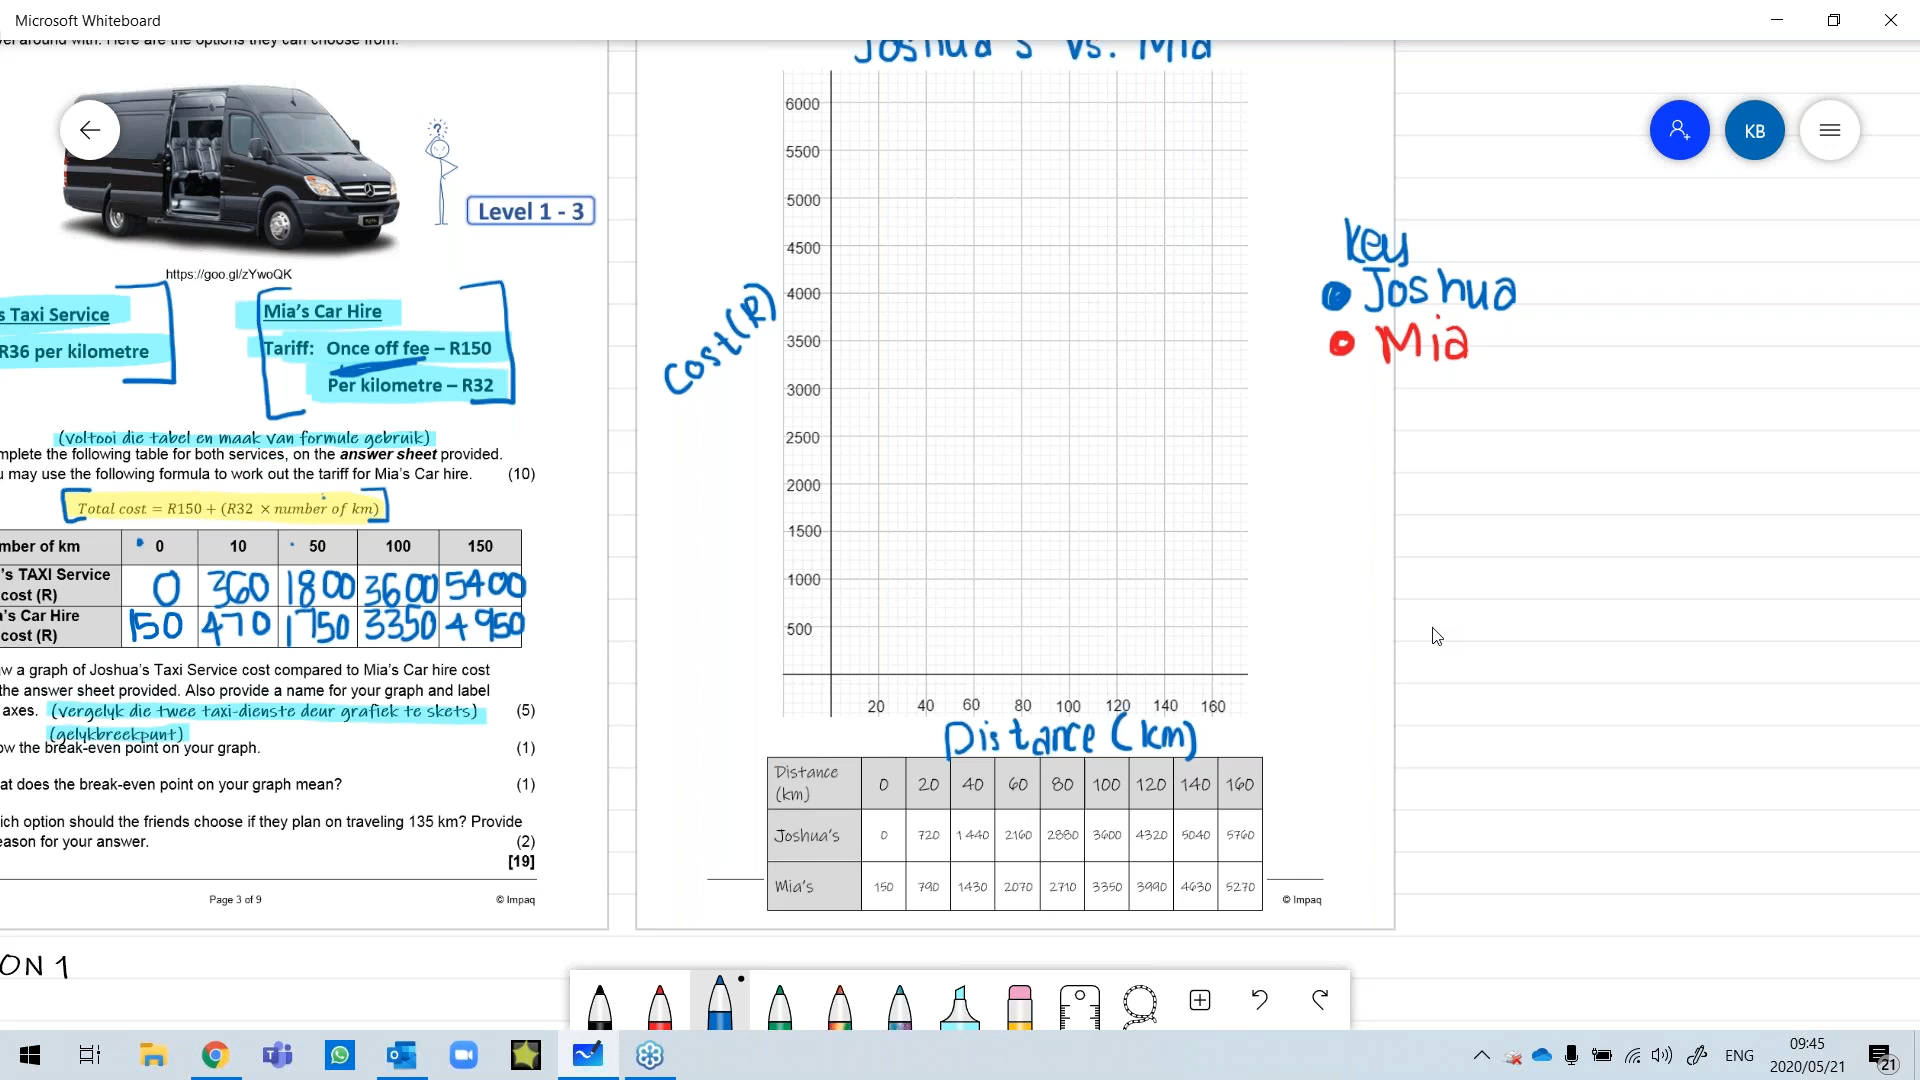 Microsoft Whiteboard
around with. Here are the options they can choose from.
Level 1 - 3
https://goo.gl/zYwoQK
s Taxi Service
R36 per kilometre
Mia's Car Hire
Tariff: Once off fee – R150
Per kilometre – R32
(voltooi die tabel en maak van formule gebruik)
mplete the following table for both services, on the answer sheet provided.
u may use the following formula to work out the tariff for Mia's Car hire. (10)
Total cost = R150 + (R32 × number of km)
mber of km 0 10 50 100 150
's TAXI Service
cost (R) 0 360 1800 3600 5400
's Car Hire
cost (R) 150 470 1750 3350 4950
w a graph of Joshua's Taxi Service cost compared to Mia's Car hire cost
the answer sheet provided. Also provide a name for your graph and label
axes. (vergelyk die twee taxi-dienste deur grafiek te skets) (5)
(gelykbreekpunt)
ow the break-even point on your graph. (1)
at does the break-even point on your graph mean? (1)
ich option should the friends choose if they plan on traveling 135 km? Provide
eason for your answer. (2)
[19]
Page 3 of 9 © Impaq
ON 1
Joshua's vs. Mia
6000
5500
5000
4500
4000
3500
3000
2500
2000
1500
1000
500
Cost (R)
20 40 60 80 100 120 140 160
Distance (km)
Distance
(km) 0 20 40 60 80 100 120 140 160
Joshua's 0 720 1440 2160 2880 3600 4320 5040 5760
Mia's 150 790 1430 2070 2710 3350 3990 4630 5270
© Impaq
KB
Key
Joshua
Mia
ENG
09:45
2020/05/21
21